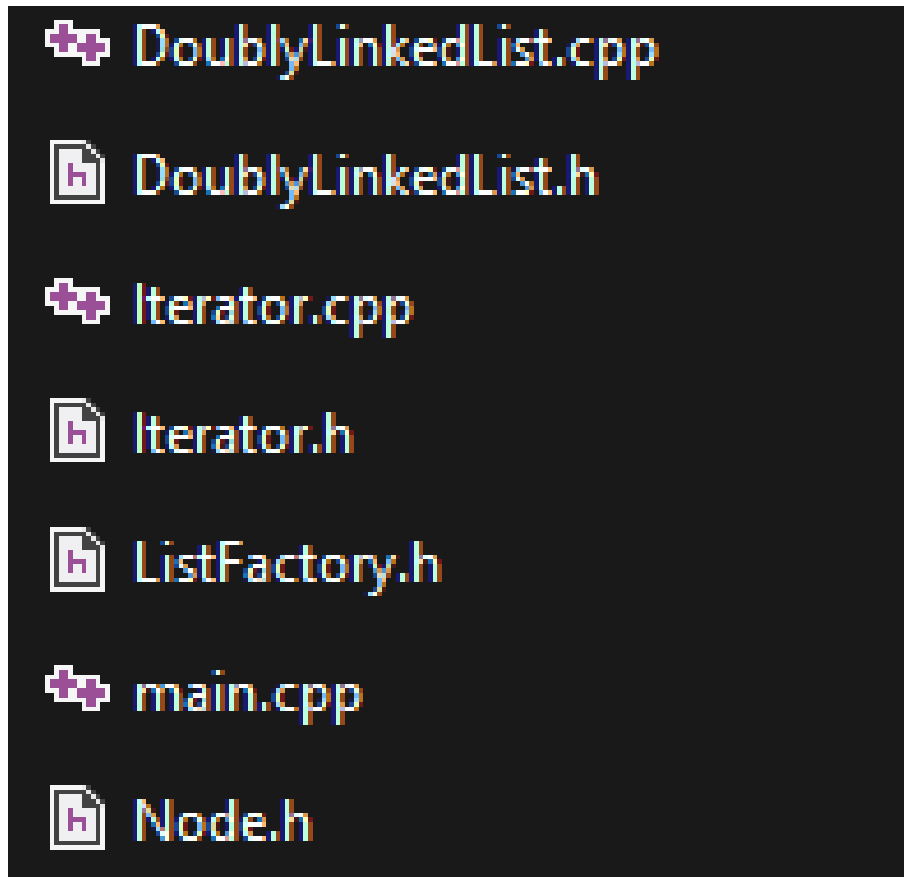 DoublyLinkedList.cpp
DoublyLinkedList.h
Iterator.cpp
Iterator.h
ListFactory.h
main.cpp
Node.h